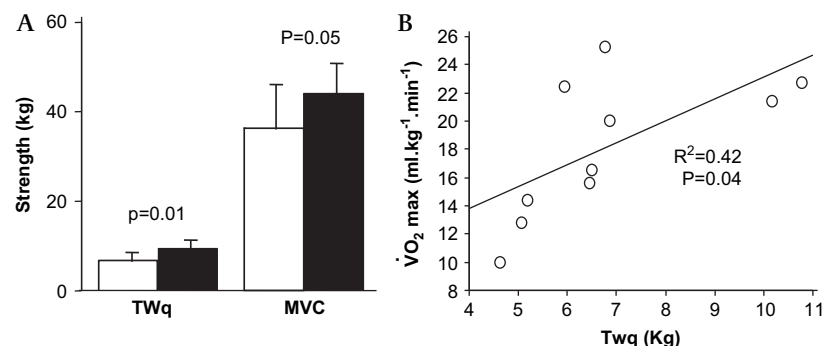 A
60
40
20
0
Strength (kg)
P=0.05
p=0.01
TWq
MVC
B
26
24
22
20
18
16
14
12
10
8
V̇O₂ max (ml.kg⁻¹.min⁻¹)
R²=0.42
P=0.04
4 5 6 7 8 9 10 11
Twq (Kg)